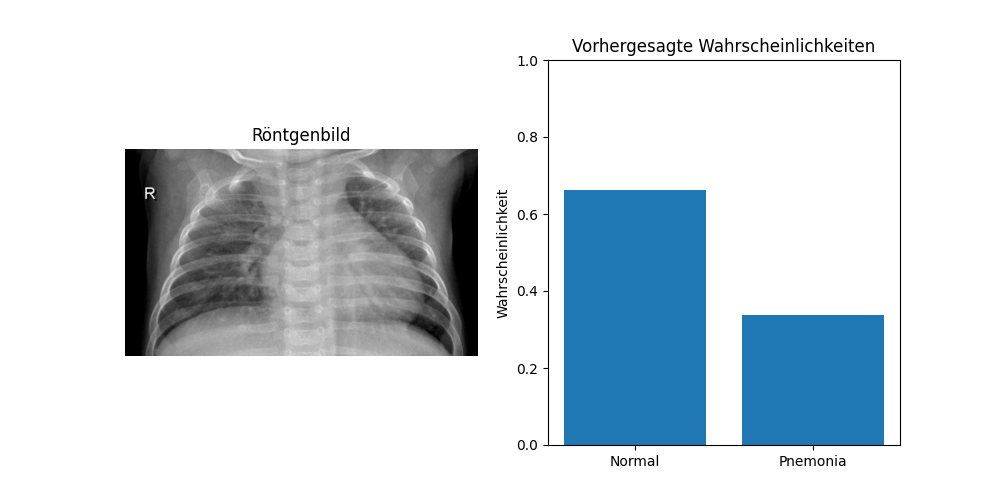 Röntgenbild
R
Vorhergesagte Wahrscheinlichkeiten
Wahrscheinlichkeit
1.0
0.8
0.6
0.4
0.2
0.0
Normal
Pnemonia